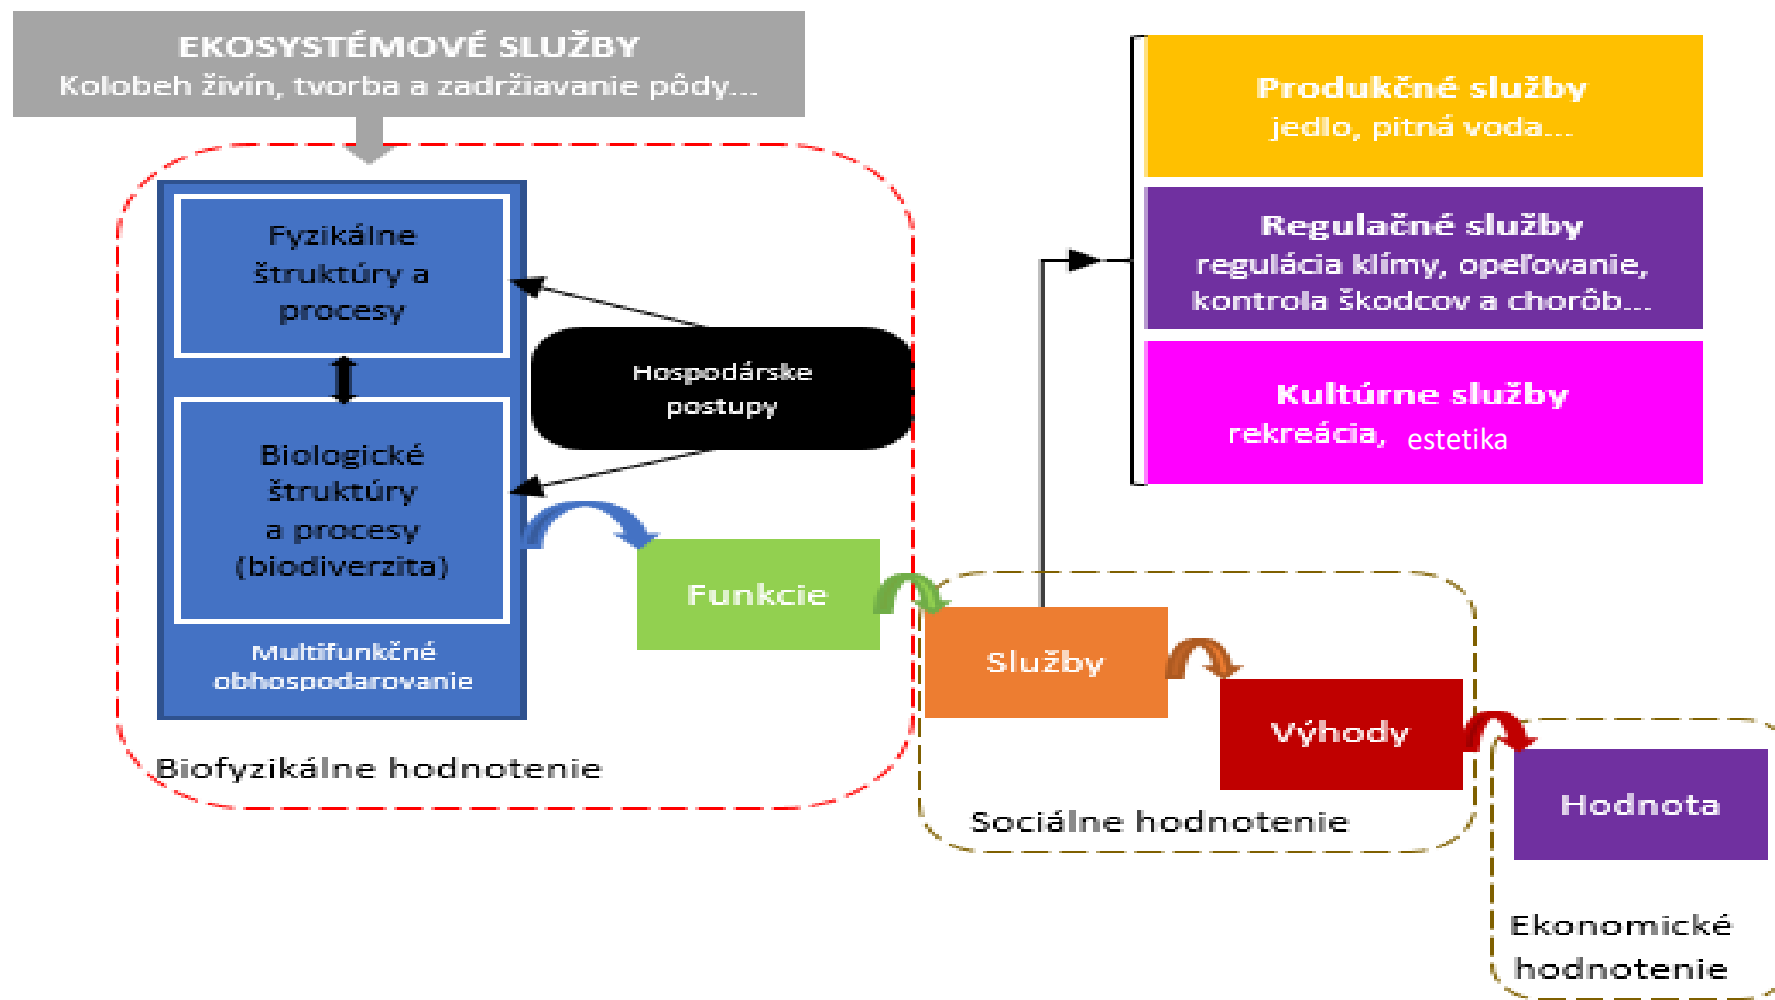 EKOSYSTÉMOVÉ SLUŽBY
Kolobeh živín, tvorba a zadržiavanie pôdy...
Fyzikálne
štruktúry a
procesy
Biologické
štruktúry
a procesy
(biodiverzita)
Multifunkčné
obhospodarovanie
Hospodárske
postupy
Biofyzikálne hodnotenie
Funkcie
Služby
Výhody
Sociálne hodnotenie
Hodnota
Ekonomické
hodnotenie
Produkčné služby
jedlo, pitná voda...
Regulačné služby
regulácia klímy, opeľovanie,
kontrola škodcov a chorôb...
Kultúrne služby
rekreácia, estetika